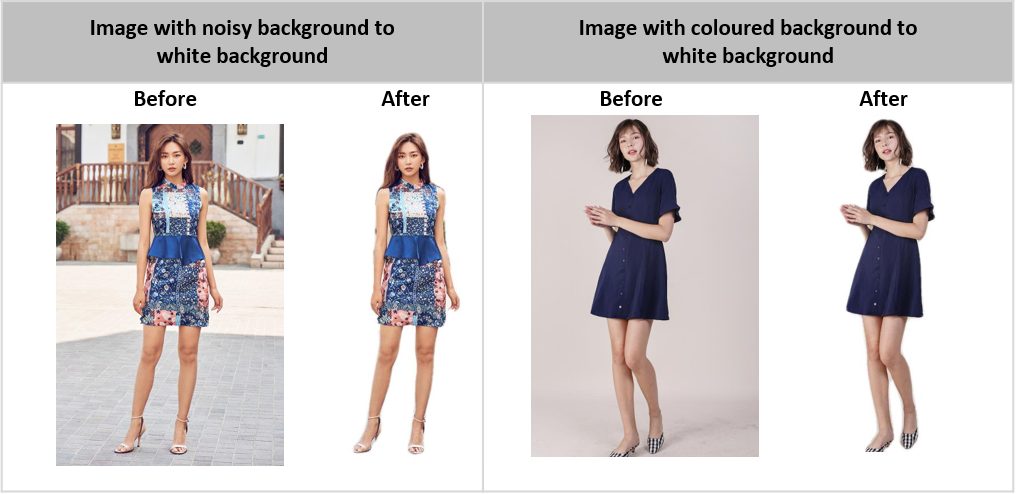 Image with noisy background to
white background
Image with coloured background to
white background
Before
After
Before
After